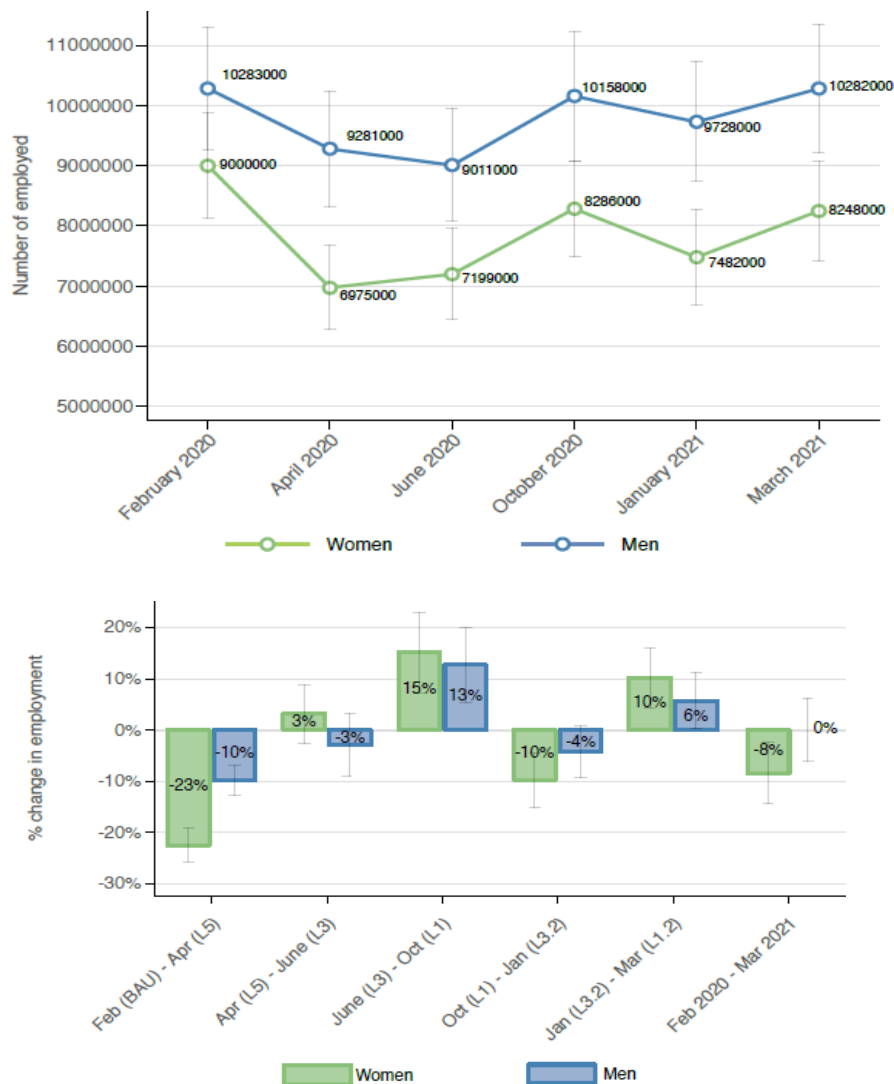 11000000
10283000
10158000
10282000
10000000
9281000
9728000
9000000
9011000
9000000
8286000
8248000
8000000
7199000
7482000
7000000
6975000
6000000
5000000
Number of employed
February 2020
April 2020
June 2020
October 2020
January 2021
March 2021
Women
Men
20%
10%
0%
-10%
-20%
-30%
% change in employment
-23%
-10%
3%
-3%
15%
13%
-10%
-4%
10%
6%
-8%
0%
Feb (BAU) - Apr (L5)
Apr (L5) - June (L3)
June (L3) - Oct (L1)
Oct (L1) - Jan (L3.2)
Jan (L3.2) - Mar (L1.2)
Feb 2020 - Mar 2021
Women
Men